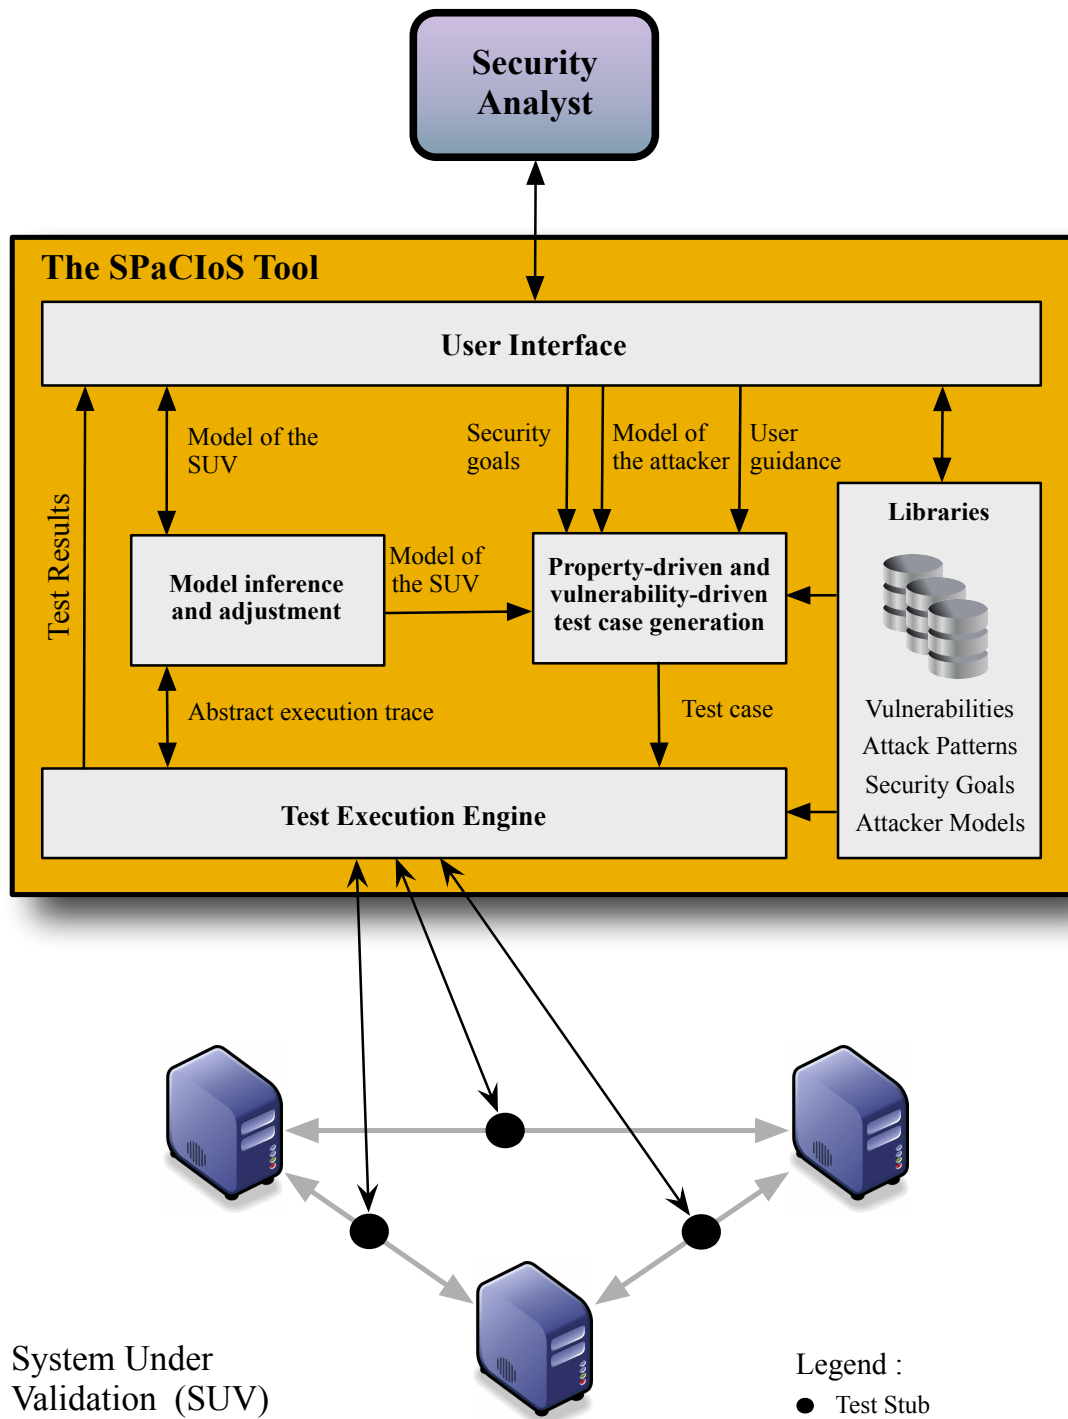 Security
Analyst
The SPaCIoS Tool
User Interface
Model of the
SUV
Security
goals
Model of
the attacker
User
guidance
Test Results
Libraries
Model inference
and adjustment
Model of
the SUV
Property-driven and
vulnerability-driven
test case generation
Abstract execution trace
Test case
Vulnerabilities
Attack Patterns
Security Goals
Attacker Models
Test Execution Engine
System Under
Validation (SUV)
Legend :
Test Stub